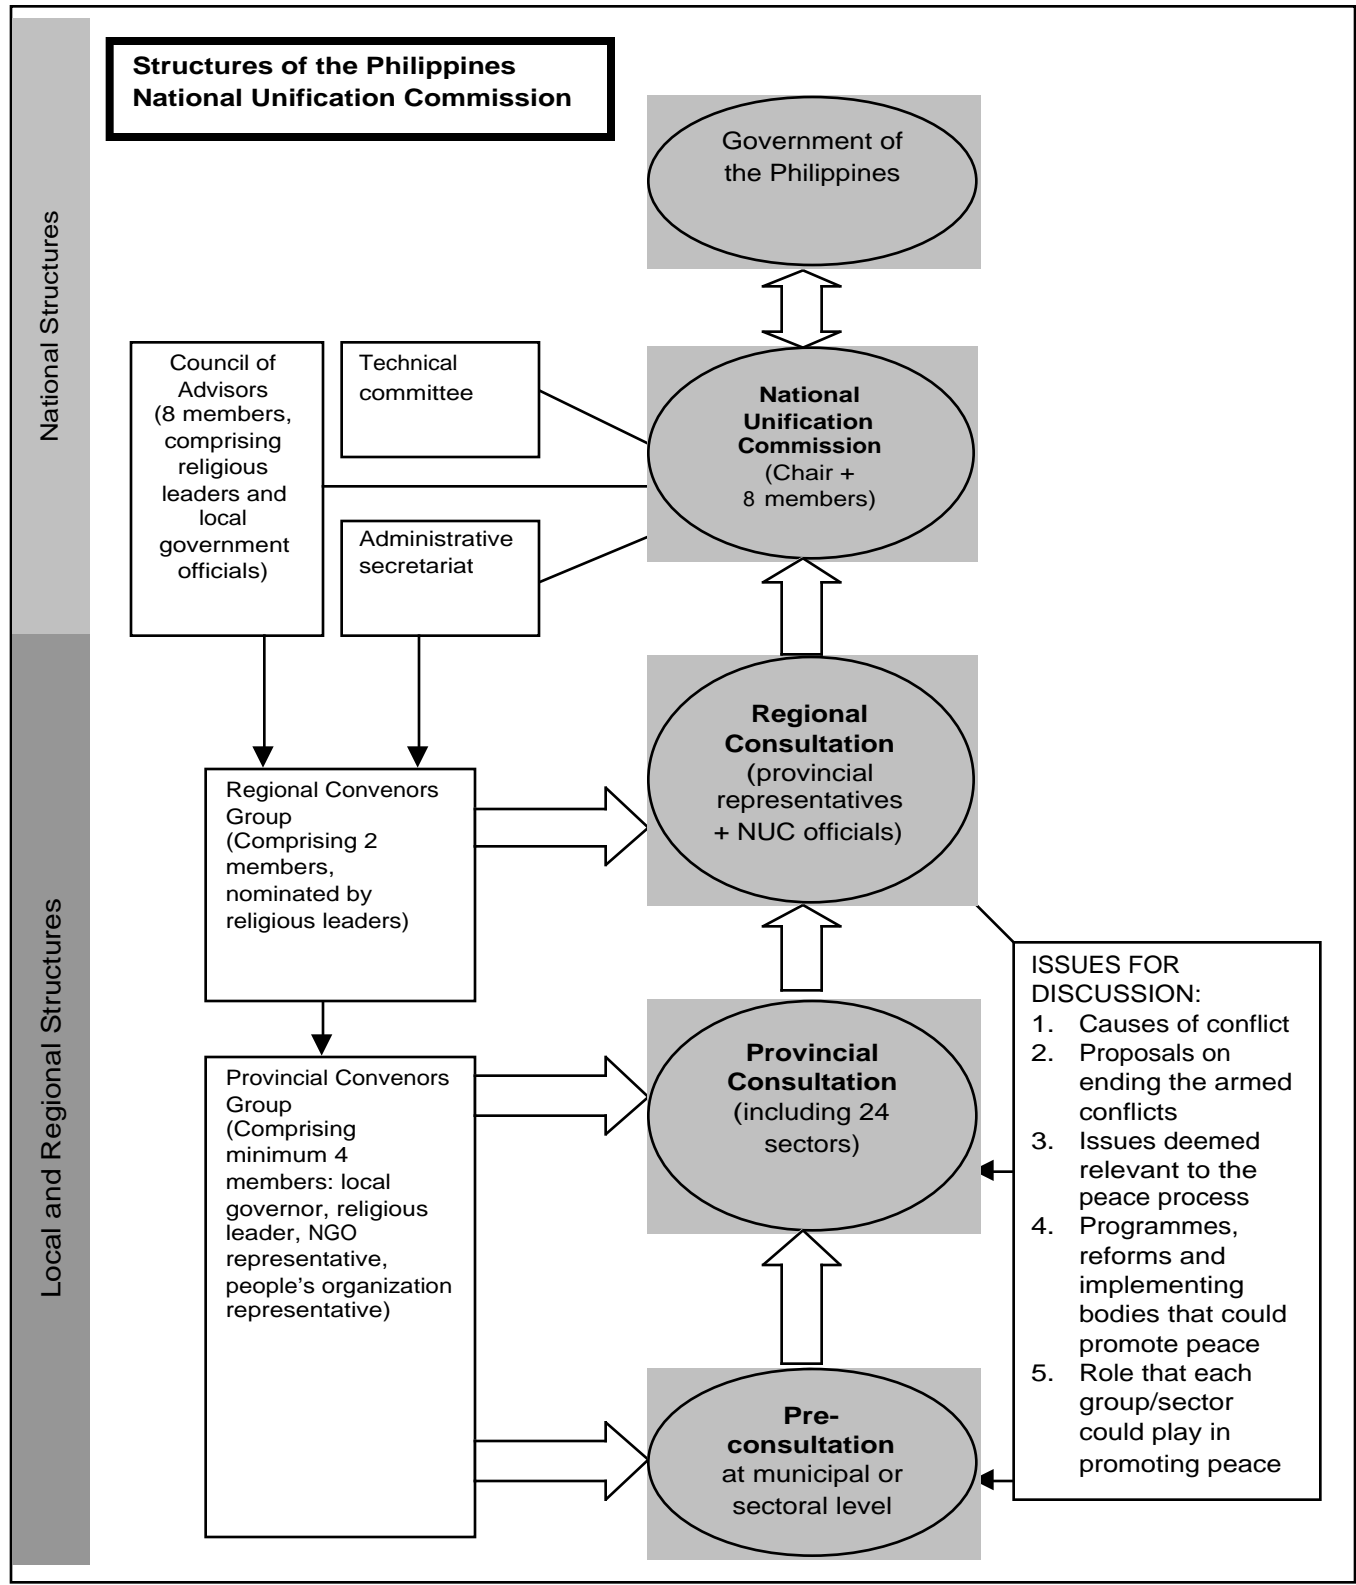 Structures of the Philippines
National Unification Commission
Government of
the Philippines
National Structures
Council of
Advisors
(8 members,
comprising
religious
leaders and
local
government
officials)
Technical
committee
Administrative
secretariat
National
Unification
Commission
(Chair +
8 members)
Local and Regional Structures
Regional Convenors
Group
(Comprising 2
members,
nominated by
religious leaders)
Regional
Consultation
(provincial
representatives
+ NUC officials)
Provincial Convenors
Group
(Comprising
minimum 4
members: local
governor, religious
leader, NGO
representative,
people’s organization
representative)
Provincial
Consultation
(including 24
sectors)
Pre-
consultation
at municipal or
sectoral level
ISSUES FOR
DISCUSSION:
1. Causes of conflict
2. Proposals on
ending the armed
conflicts
3. Issues deemed
relevant to the
peace process
4. Programmes,
reforms and
implementing
bodies that could
promote peace
5. Role that each
group/sector
could play in
promoting peace